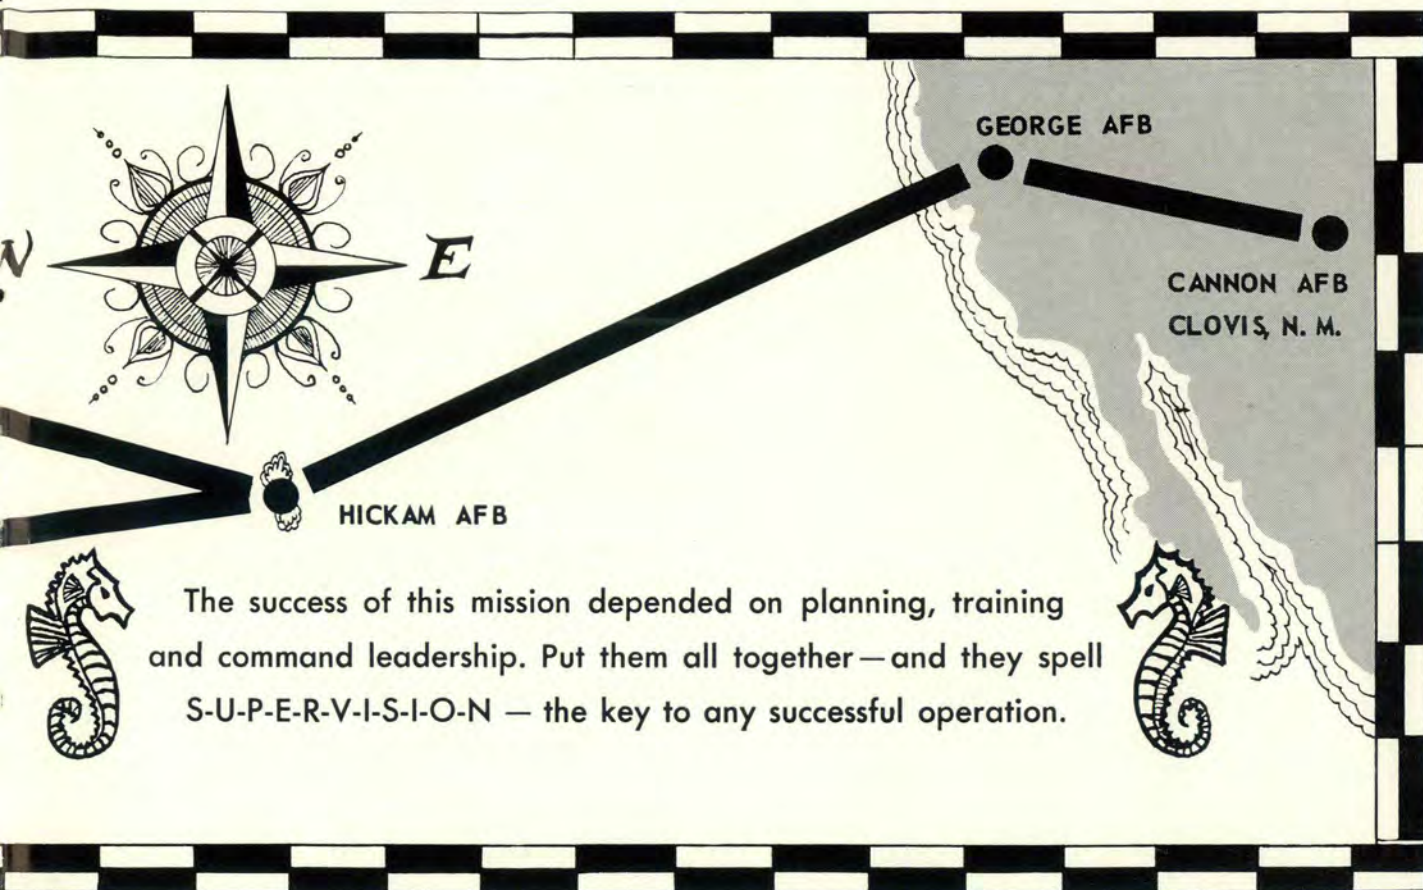 GEORGE AFB
E
CANNON AFB
CLOVIS, N. M.
HICKAM AFB
The success of this mission depended on planning, training
and command leadership. Put them all together—and they spell
S-U-P-E-R-V-I-S-I-O-N — the key to any successful operation.